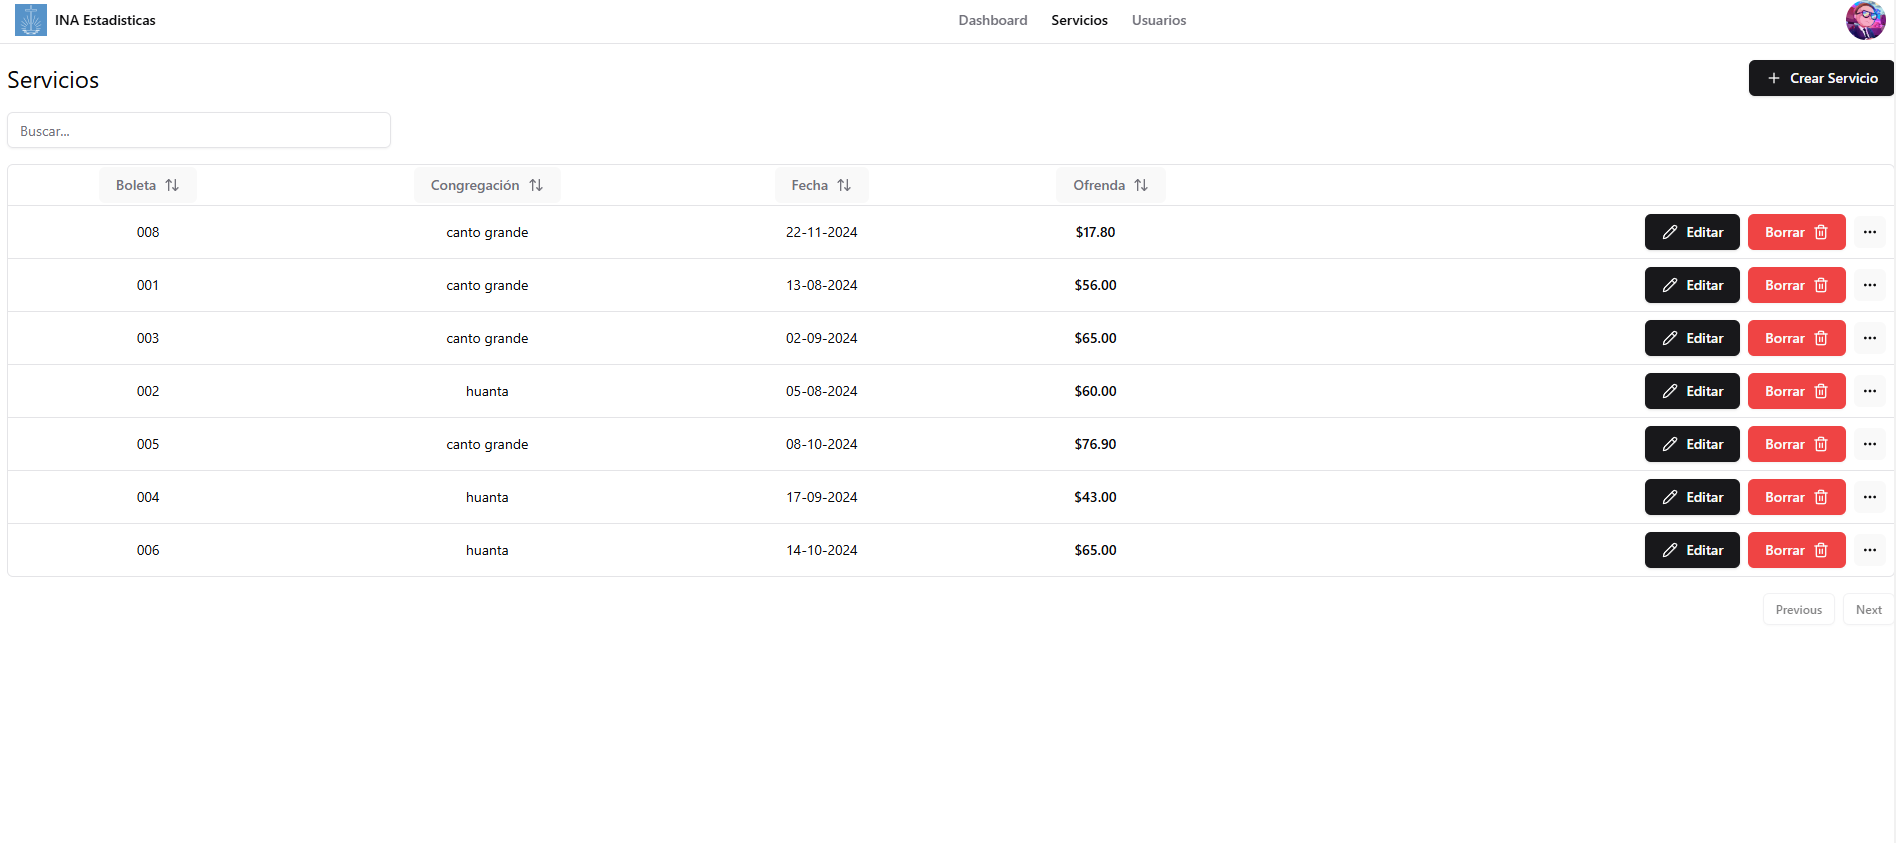 INA Estadisticas Dashboard Servicios Usuarios
Servicios + Crear Servicio
Buscar...
Boleta Congregación Fecha Ofrenda
008 canto grande 22-11-2024 $17.80 Editar Borrar ...
001 canto grande 13-08-2024 $56.00 Editar Borrar ...
003 canto grande 02-09-2024 $65.00 Editar Borrar ...
002 huanta 05-08-2024 $60.00 Editar Borrar ...
005 canto grande 08-10-2024 $76.90 Editar Borrar ...
004 huanta 17-09-2024 $43.00 Editar Borrar ...
006 huanta 14-10-2024 $65.00 Editar Borrar ...
Previous Next